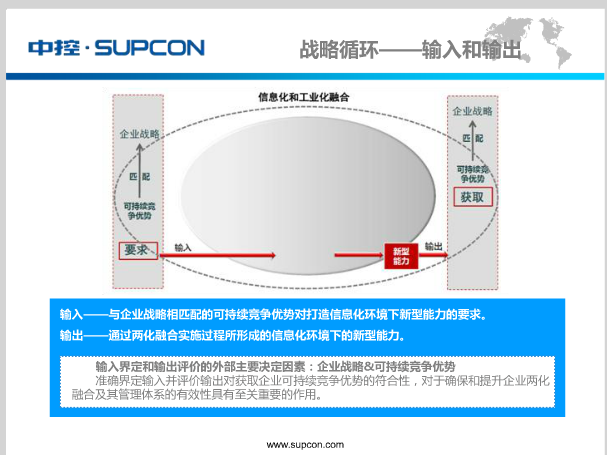 中控·SUPCON
战略循环——输入和输出
信息化和工业化融合
企业战略
匹 配
可持续竞
争优势
要求
输入
新型
能力
输出
企业战略
匹 配
可持续竞
争优势
获取
输入——与企业战略相匹配的可持续竞争优势对打造信息化环境下新型能力的要求。
输出——通过两化融合实施过程所形成的信息化环境下的新型能力。
输入界定和输出评价的外部主要决定因素：企业战略&可持续竞争优势
准确界定输入并评价输出对获取企业可持续竞争优势的符合性，对于确保和提升企业两化
融合及其管理体系的有效性具有至关重要的作用。
www.supcon.com